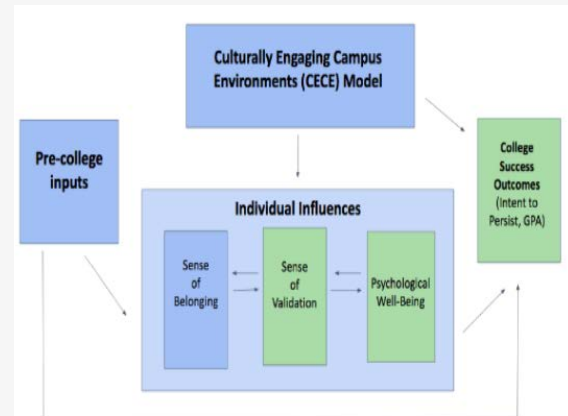 Culturally Engaging Campus
Environments (CECE) Model
Pre-college
inputs
College
Success
Outcomes
(Intent to
Persist, GPA)
Individual Influences
Sense
of
Belonging
Sense
of
Validation
Psychological
Well-Being